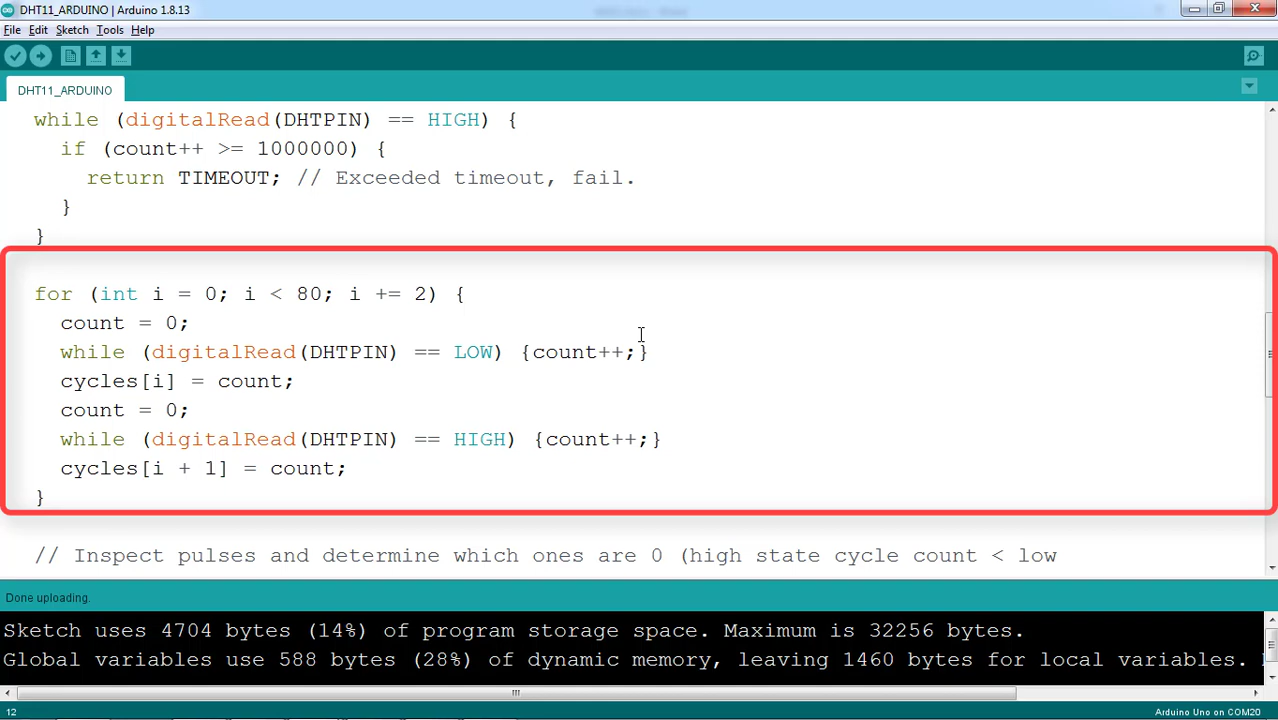 DHT11_ARDUINO | Arduino 1.8.13
File Edit Sketch Tools Help
DHT11_ARDUINO
while (digitalRead(DHTPIN) == HIGH) {
if (count++ >= 1000000) {
return TIMEOUT; // Exceeded timeout, fail.
}
}
for (int i = 0; i < 80; i += 2) {
count = 0;
while (digitalRead(DHTPIN) == LOW) {count++;}
cycles[i] = count;
count = 0;
while (digitalRead(DHTPIN) == HIGH) {count++;}
cycles[i + 1] = count;
}
// Inspect pulses and determine which ones are 0 (high state cycle count < low
Done uploading.
Sketch uses 4704 bytes (14%) of program storage space. Maximum is 32256 bytes.
Global variables use 588 bytes (28%) of dynamic memory, leaving 1460 bytes for local variables.
12 Arduino Uno on COM20